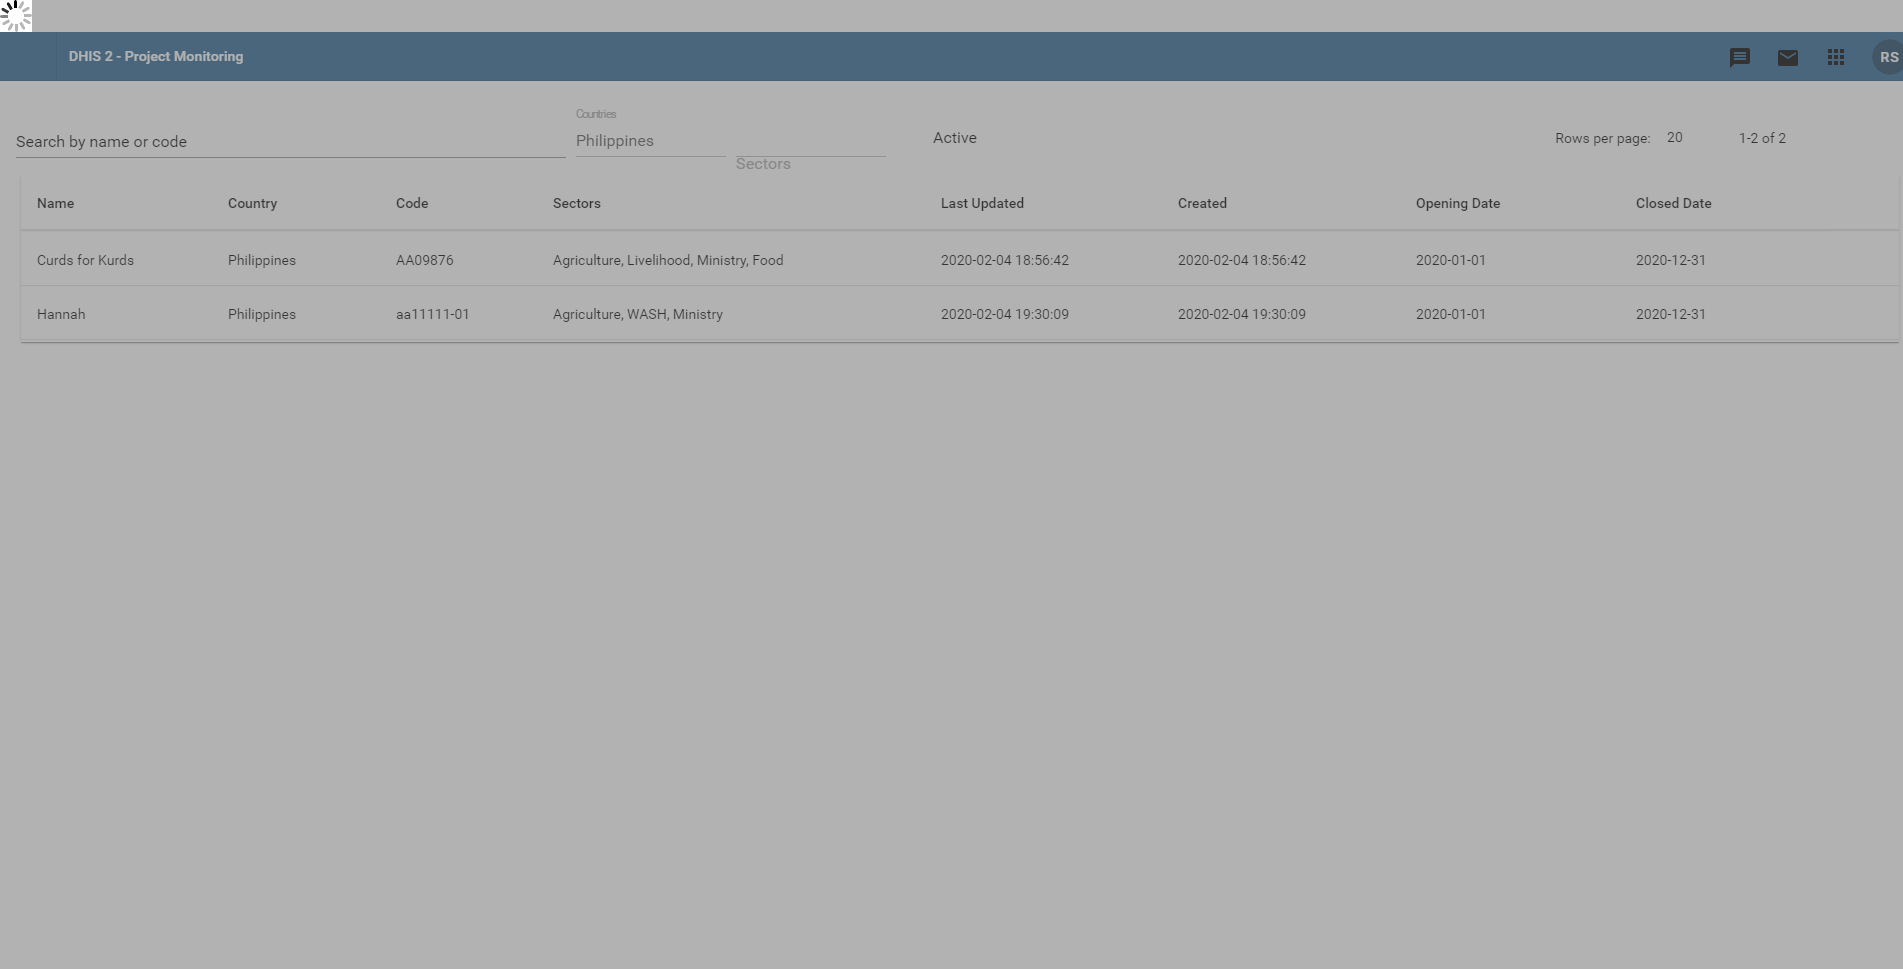 DHIS 2 - Project Monitoring
RS
Countries
Search by name or code
Philippines
Sectors
Active
Rows per page: 20 1-2 of 2
Name Country Code Sectors Last Updated Created Opening Date Closed Date
Curds for Kurds Philippines AA09876 Agriculture, Livelihood, Ministry, Food 2020-02-04 18:56:42 2020-02-04 18:56:42 2020-01-01 2020-12-31
Hannah Philippines aa11111-01 Agriculture, WASH, Ministry 2020-02-04 19:30:09 2020-02-04 19:30:09 2020-01-01 2020-12-31